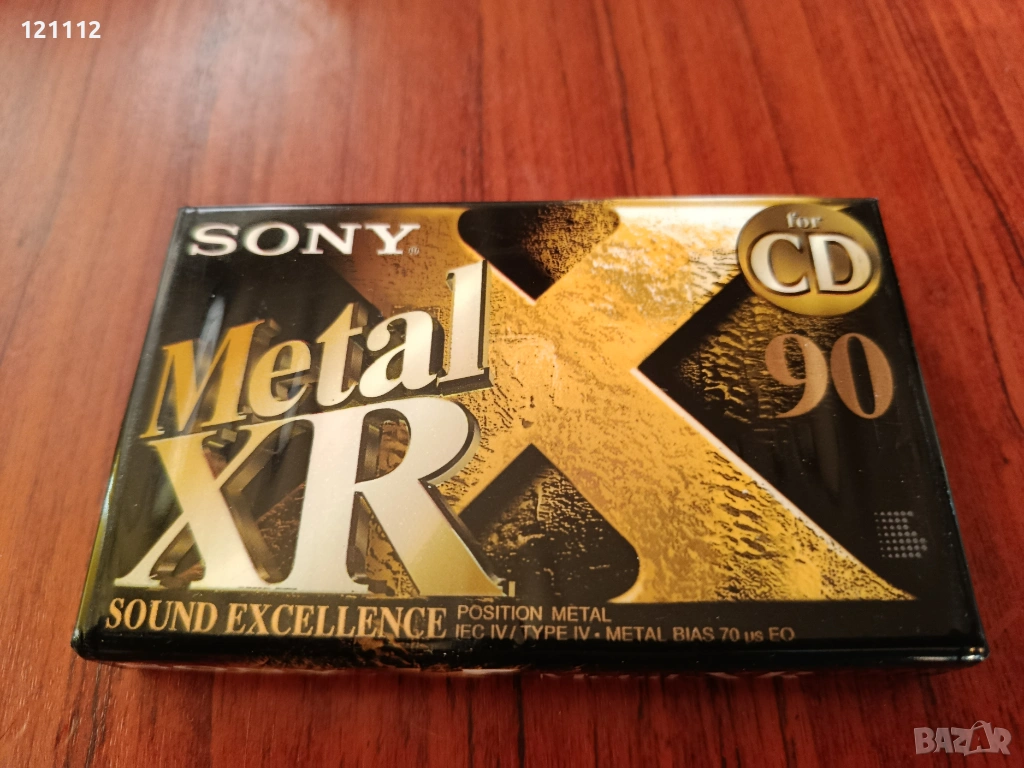 121112
SONY®
for
CD
Metal
XR
90
SOUND EXCELLENCE
POSITION METAL
IEC IV/TYPE IV • METAL BIAS 70 µs EQ
BAZAR